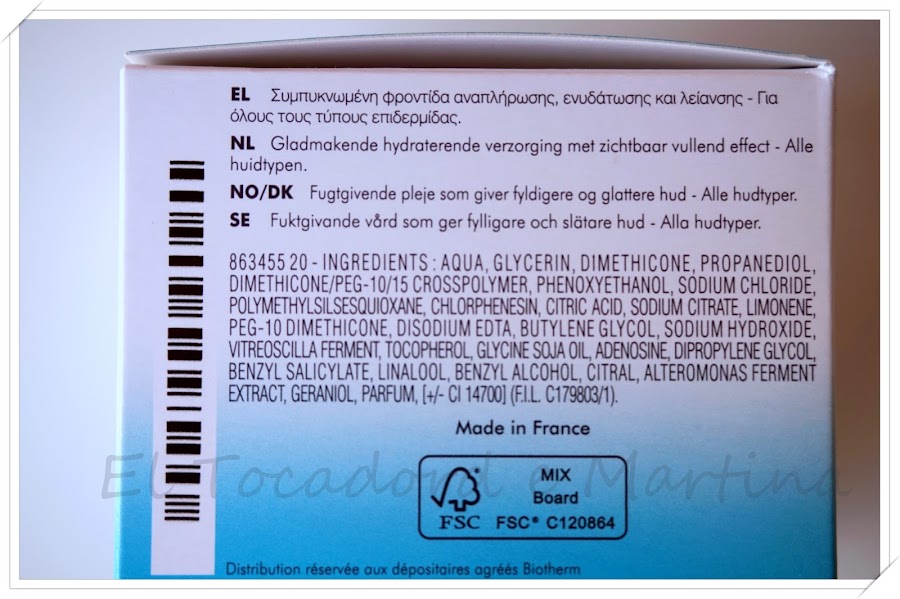 EL Συμπυκνωμένη φροντίδα αναπλήρωσης, ενυδάτωσης και λείανσης - Για
όλους τους τύπους επιδερμίδας.
NL Gladmakende hydraterende verzorging met zichtbaar vullend effect - Alle
huidtypen.
NO/DK Fugtgivende pleje som giver fyldigere og glattere hud - Alle hudtyper.
SE Fuktgivande vård som ger fylligare och slätare hud - Alla hudtyper.
863455 20 - INGREDIENTS : AQUA, GLYCERIN, DIMETHICONE, PROPANEDIOL,
DIMETHICONE/PEG-10/15 CROSSPOLYMER, PHENOXYETHANOL, SODIUM CHLORIDE,
POLYMETHYLSILSESQUIOXANE, CHLORPHENESIN, CITRIC ACID, SODIUM CITRATE, LIMONENE,
PEG-10 DIMETHICONE, DISODIUM EDTA, BUTYLENE GLYCOL, SODIUM HYDROXIDE,
VITREOSCILLA FERMENT, TOCOPHEROL, GLYCINE SOJA OIL, ADENOSINE, DIPROPYLENE GLYCOL,
BENZYL SALICYLATE, LINALOOL, BENZYL ALCOHOL, CITRAL, ALTEROMONAS FERMENT
EXTRACT, GERANIOL, PARFUM, [+/- CI 14700] (F.I.L. C179803/1).
Made in France
MIX
Board
FSC FSC® C120864
El Tocador d e Martina
Distribution réservée aux dépositaires agréés Biotherm